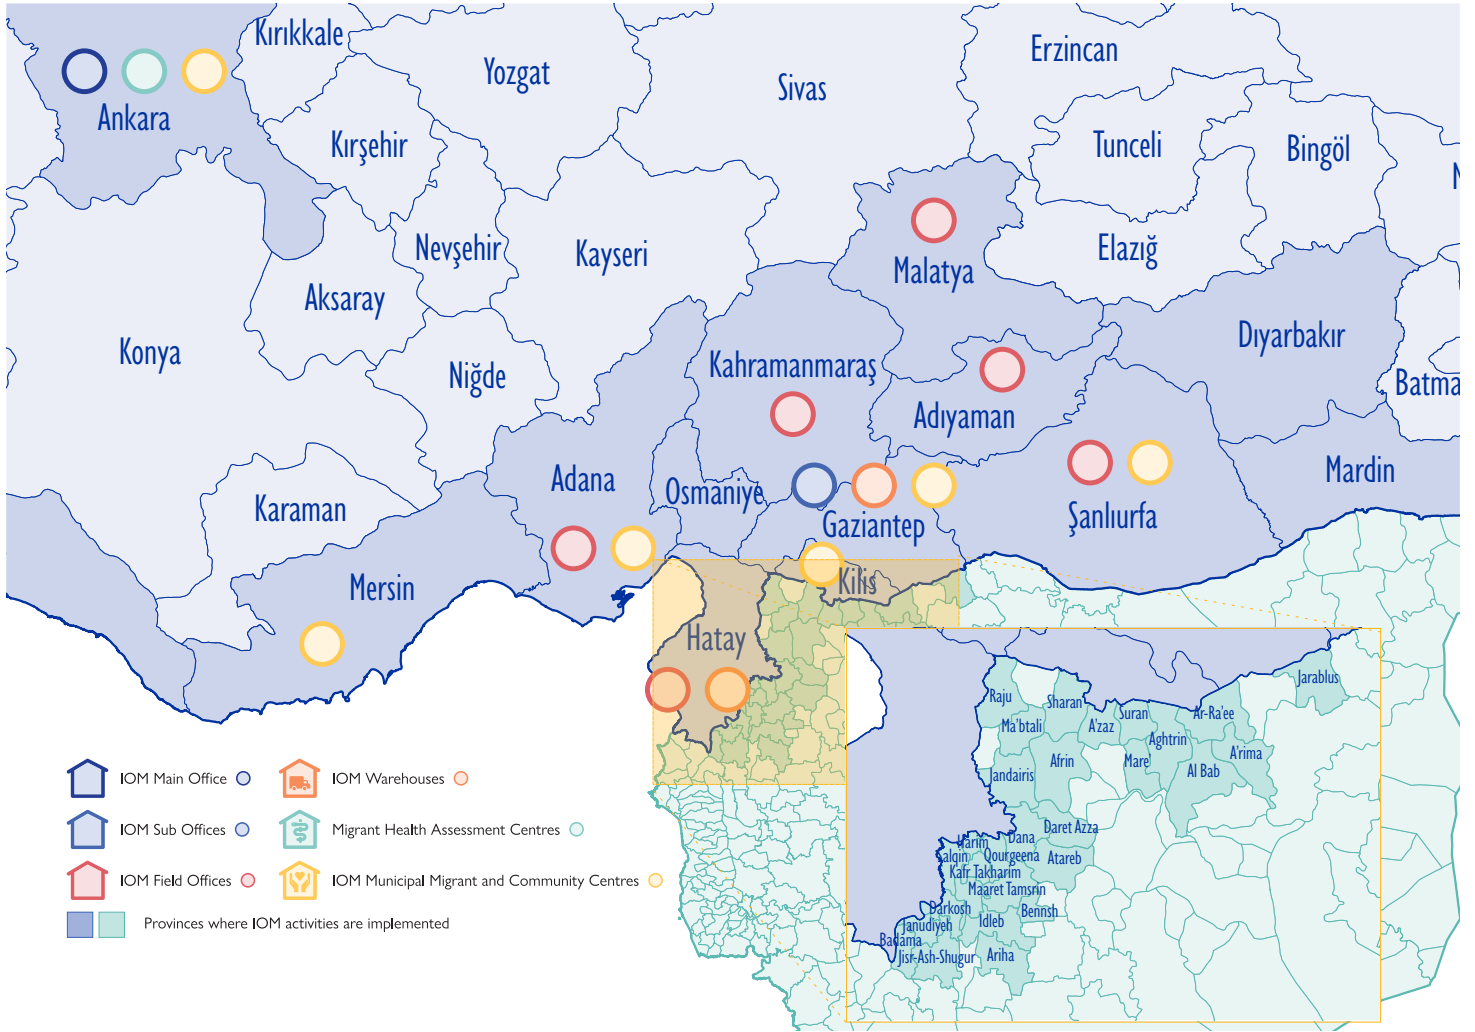 Kırıkkale
Yozgat
Sivas
Erzincan
Ankara
Kırşehir
Tunceli
Bingöl
Nevşehir
Kayseri
Malatya
Elazığ
Aksaray
Konya
Niğde
Kahramanmaraş
Adıyaman
Dıyarbakır
Batma
Karaman
Adana
Osmaniye
Gaziantep
Şanlıurfa
Mardin
Mersin
Kilis
Hatay
Raju
Sharan
Jarablus
Ma'btali
A'zaz
Suran
Ar-Ra'ee
Aghtrin
Jandairis
Afrin
Mare'
Al Bab
A'rima
Daret Azza
Harim
Dana
Salqin
Qourgeena
Atareb
Kafr Takharim
Maaret Tamsrin
Darkosh
Idleb
Bennsh
Janudiyeh
Badama
Jisr-Ash-Shugur
Ariha
IOM Main Office
IOM Warehouses
IOM Sub Offices
Migrant Health Assessment Centres
IOM Field Offices
IOM Municipal Migrant and Community Centres
Provinces where IOM activities are implemented